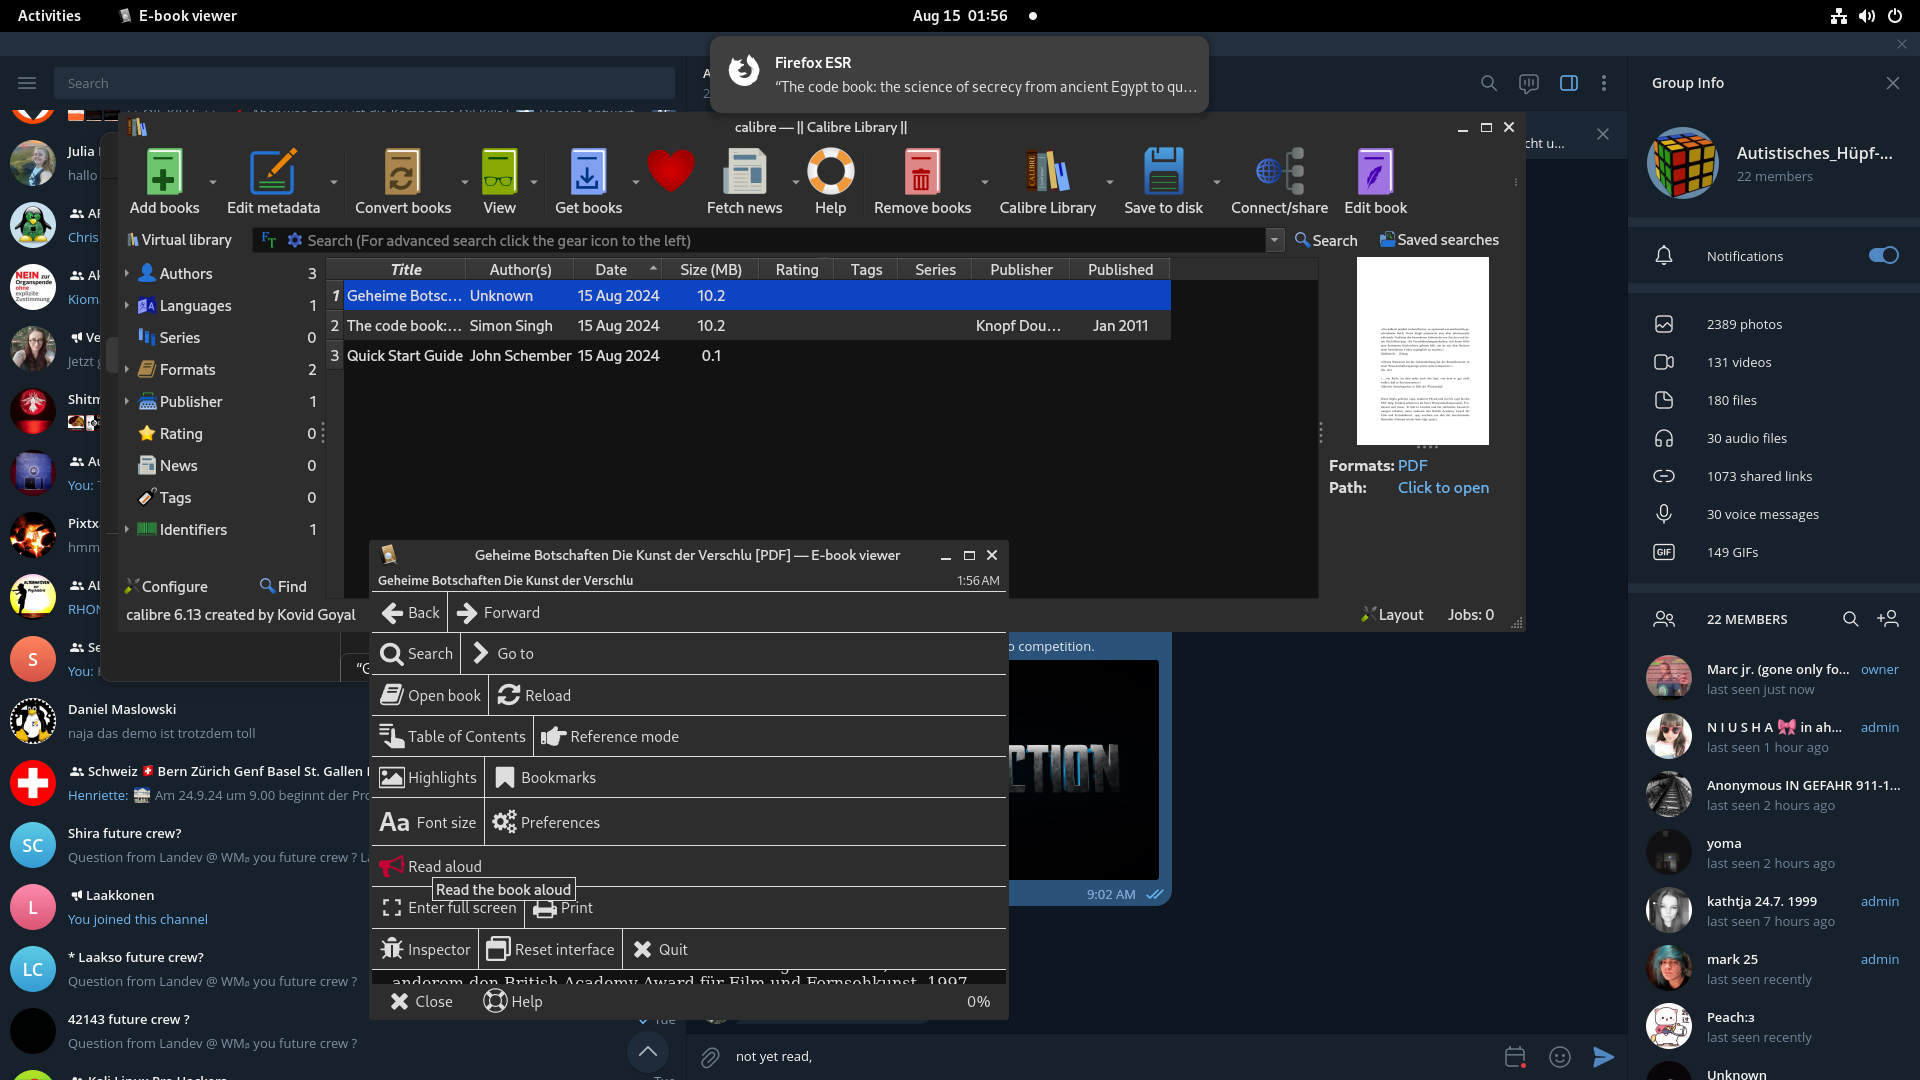 Activities
E-book viewer
Aug 15 01:56
Firefox ESR
“The code book: the science of secrecy from ancient Egypt to qu…
Search
Group Info
cht u...
Julia
hallo
Chris
NEIN zur Organspende ohne explizite Zustimmung
Kiom
Jetzt
Shitm
You:
Pixtx
hmm
RHON
Se
You:
Daniel Maslowski
naja das demo ist trotzdem toll
Schweiz Bern Zürich Genf Basel St. Gallen
Henriette: Am 24.9.24 um 9.00 beginnt der Pro
SC
Shira future crew?
Question from Landev @ WMₚ you future crew ? La
L
Laakkonen
You joined this channel
LC
* Laakso future crew?
Question from Landev @ WMₚ you future crew ?
42143 future crew ?
Question from Landev @ WMₚ you future crew ?
Tue
Kali Linux Pro Hackers
Tue
calibre — || Calibre Library ||
Add books
Edit metadata
Convert books
View
Get books
Fetch news
Help
Remove books
Calibre Library
Save to disk
Connect/share
Edit book
Virtual library
Search (For advanced search click the gear icon to the left)
Search
Saved searches
Authors 3
Languages 1
Series 0
Formats 2
Publisher 1
Rating 0
News 0
Tags 0
Identifiers 1
Configure
Find
Title Author(s) Date Size (MB) Rating Tags Series Publisher Published
1 Geheime Botsc… Unknown 15 Aug 2024 10.2
2 The code book:… Simon Singh 15 Aug 2024 10.2 Knopf Dou… Jan 2011
3 Quick Start Guide John Schember 15 Aug 2024 0.1
Formats: PDF
Path: Click to open
calibre 6.13 created by Kovid Goyal
Layout
Jobs: 0
Geheime Botschaften Die Kunst der Verschlu [PDF] — E-book viewer
Geheime Botschaften Die Kunst der Verschlu
1:56 AM
Back
Forward
Search
Go to
Open book
Reload
Table of Contents
Reference mode
Highlights
Bookmarks
Aa Font size
Preferences
Read aloud
Read the book aloud
Enter full screen
Print
Inspector
Reset interface
Quit
anderem den British Academy Award für Film und Fernsehkunst. 1997
Close
Help
0%
o competition.
CTION
9:02 AM
not yet read,
Autistisches_Hüpf-...
22 members
Notifications
2389 photos
131 videos
180 files
30 audio files
1073 shared links
30 voice messages
GIF 149 GIFs
22 MEMBERS
Marc jr. (gone only fo... owner
last seen just now
N I U S H A in ah... admin
last seen 1 hour ago
Anonymous IN GEFAHR 911-1...
last seen 2 hours ago
yoma
last seen 2 hours ago
kathtja 24.7. 1999 admin
last seen 7 hours ago
mark 25 admin
last seen recently
Peach:з
last seen recently
Unknown